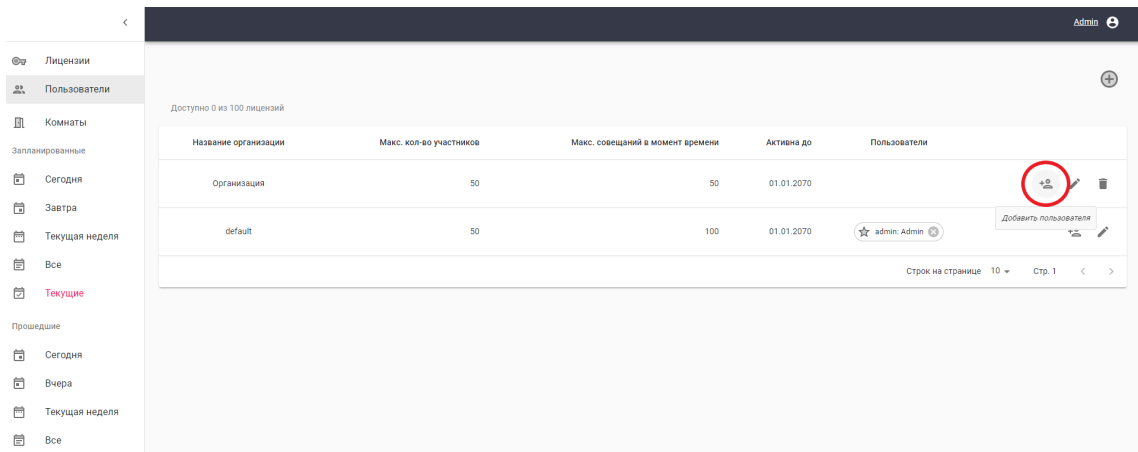 Admin
Лицензии
Пользователи
Комнаты
Запланированные
Сегодня
Завтра
Текущая неделя
Все
Текущие
Прошедшие
Сегодня
Вчера
Текущая неделя
Все
Доступно 0 из 100 лицензий
Название организации Макс. кол-во участников Макс. совещаний в момент времени Активна до Пользователи
Организация 50 50 01.01.2070
Добавить пользователя
default 50 100 01.01.2070 admin: Admin
Строк на странице 10 Стр. 1